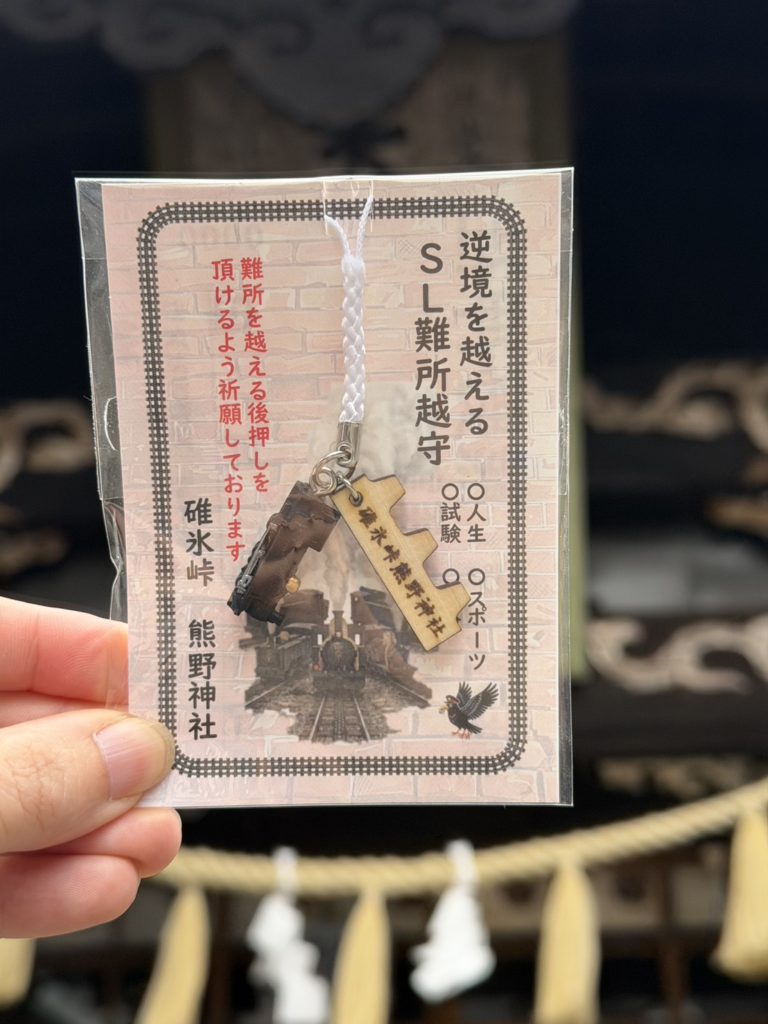 逆境を越える
SL難所越守
〇人生 〇スポーツ
〇試験 〇
難所を越える後押しを
頂けるよう祈願しております
碓氷峠 熊野神社
碓氷峠熊野神社